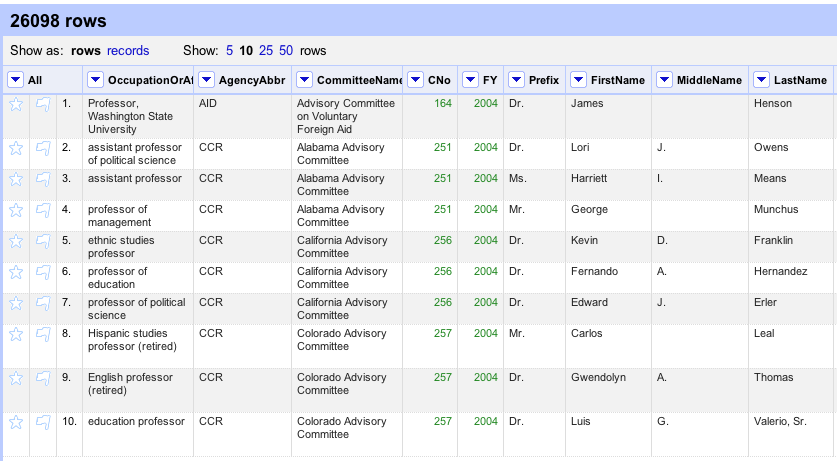 26098 rows
Show as: rows records Show: 5 10 25 50 rows
All OccupationOrAf AgencyAbbr CommitteeName CNo FY Prefix FirstName MiddleName LastName
1. Professor, Washington State University AID Advisory Committee on Voluntary Foreign Aid 164 2004 Dr. James Henson
2. assistant professor of political science CCR Alabama Advisory Committee 251 2004 Dr. Lori J. Owens
3. assistant professor CCR Alabama Advisory Committee 251 2004 Ms. Harriett I. Means
4. professor of management CCR Alabama Advisory Committee 251 2004 Mr. George Munchus
5. ethnic studies professor CCR California Advisory Committee 256 2004 Dr. Kevin D. Franklin
6. professor of education CCR California Advisory Committee 256 2004 Dr. Fernando A. Hernandez
7. professor of political science CCR California Advisory Committee 256 2004 Dr. Edward J. Erler
8. Hispanic studies professor (retired) CCR Colorado Advisory Committee 257 2004 Mr. Carlos Leal
9. English professor (retired) CCR Colorado Advisory Committee 257 2004 Dr. Gwendolyn A. Thomas
10. education professor CCR Colorado Advisory Committee 257 2004 Dr. Luis G. Valerio, Sr.